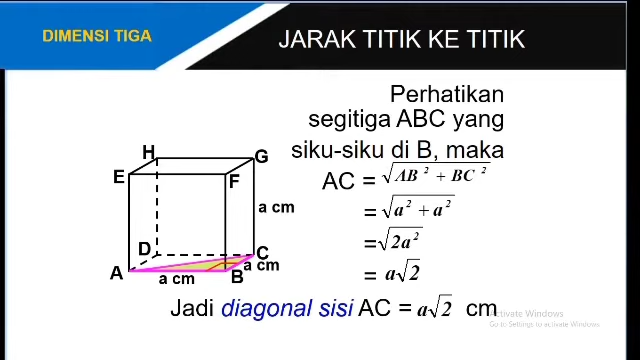 DIMENSI TIGA
JARAK TITIK KE TITIK
Perhatikan
segitiga ABC yang
siku-siku di B, maka
AC = √(AB² + BC²)
= √(a² + a²)
= √(2a²)
= a√2
H
G
E
F
a cm
D
C
a cm
A
B
a cm
Jadi diagonal sisi AC = a√2 cm
Activate Windows
Go to Settings to activate Windows